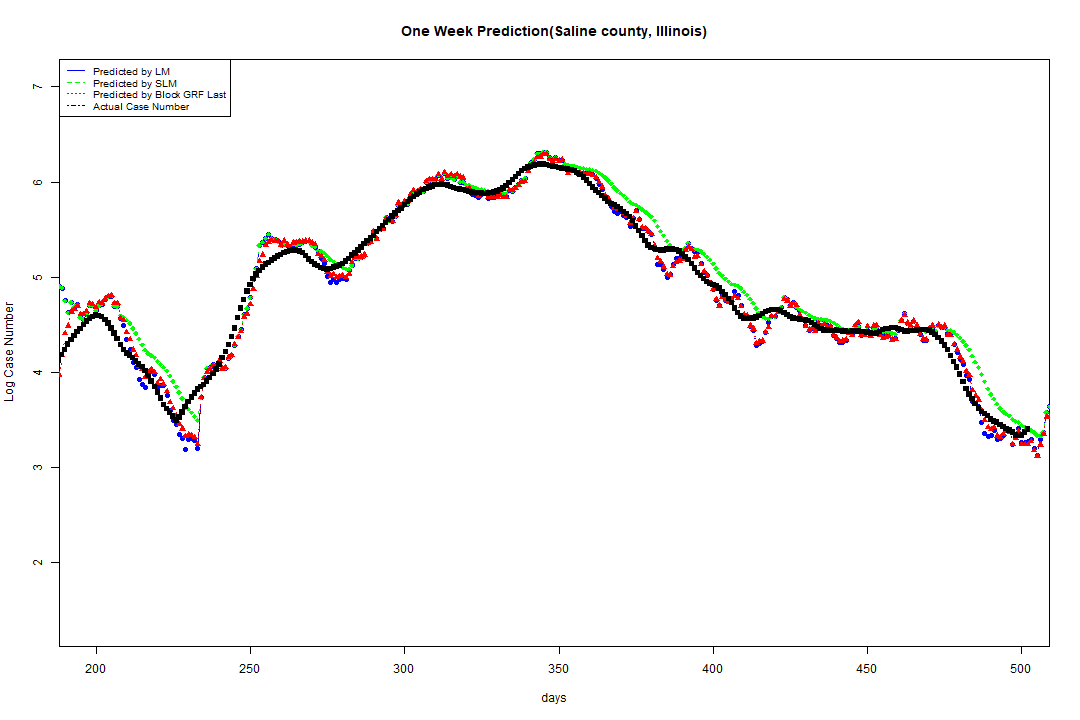 One Week Prediction(Saline county, Illinois)
Predicted by LM
Predicted by SLM
Predicted by Block GRF Last
Actual Case Number
7
6
5
4
3
2
Log Case Number
200 250 300 350 400 450 500
days